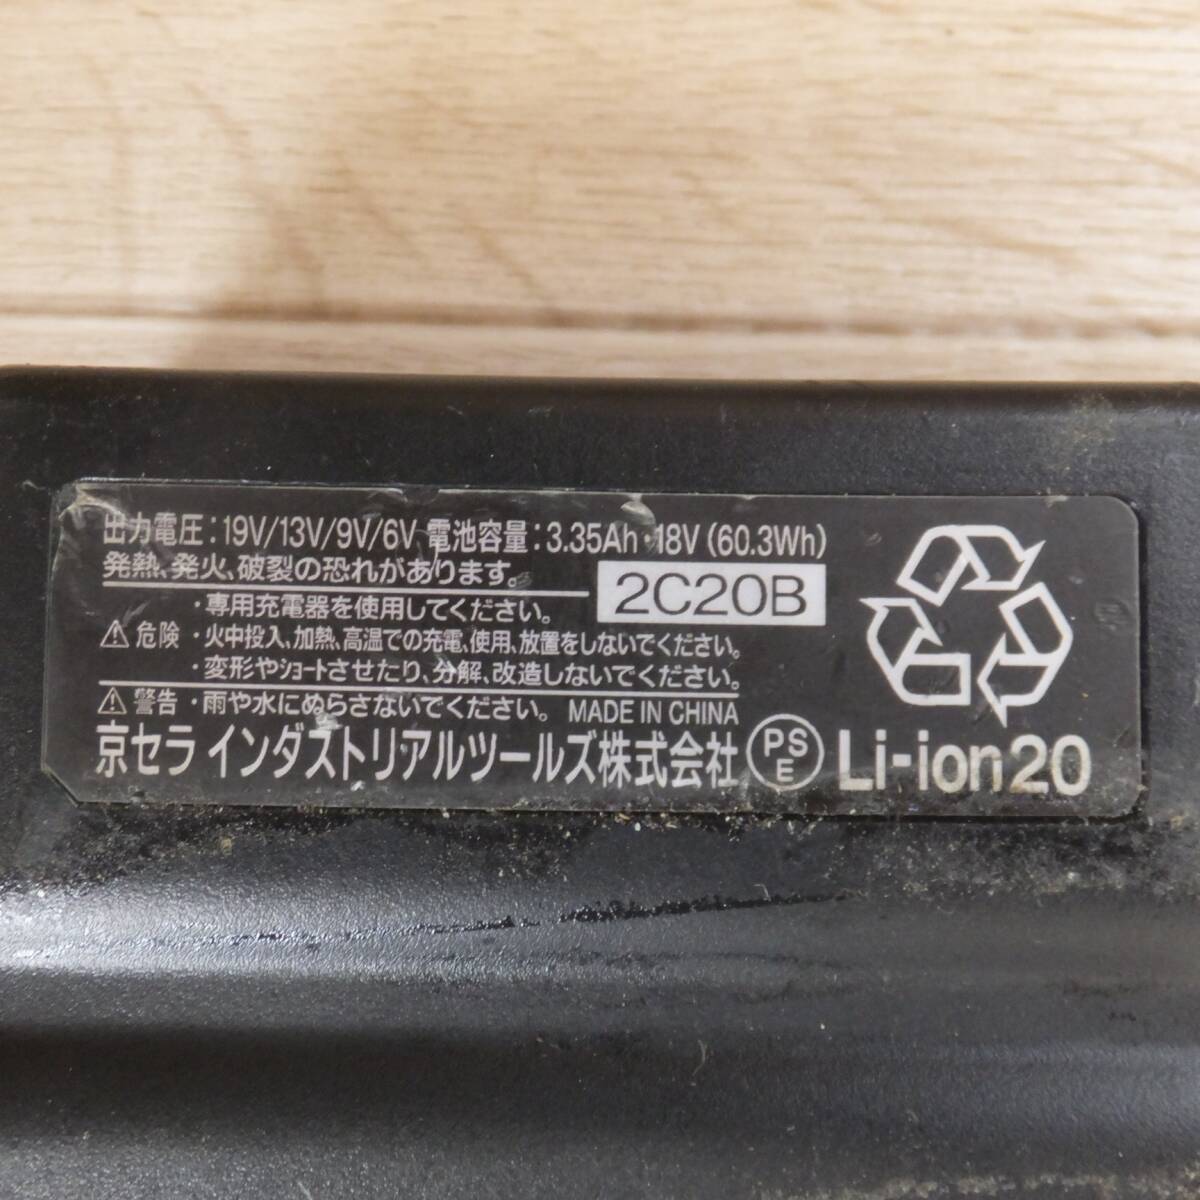 出力電圧：19V/13V/9V/6V 電池容量：3.35Ah・18V (60.3Wh)
発熱、発火、破裂の恐れがあります。
2C20B
・専用充電器を使用してください。
⚠危険 ・火中投入、加熱、高温での充電、使用、放置をしないでください。
・変形やショートさせたり、分解、改造しないでください。
⚠警告 ・雨や水にぬらさないでください。 MADE IN CHINA
京セラ インダストリアルツールズ株式会社 PSE Li-ion20